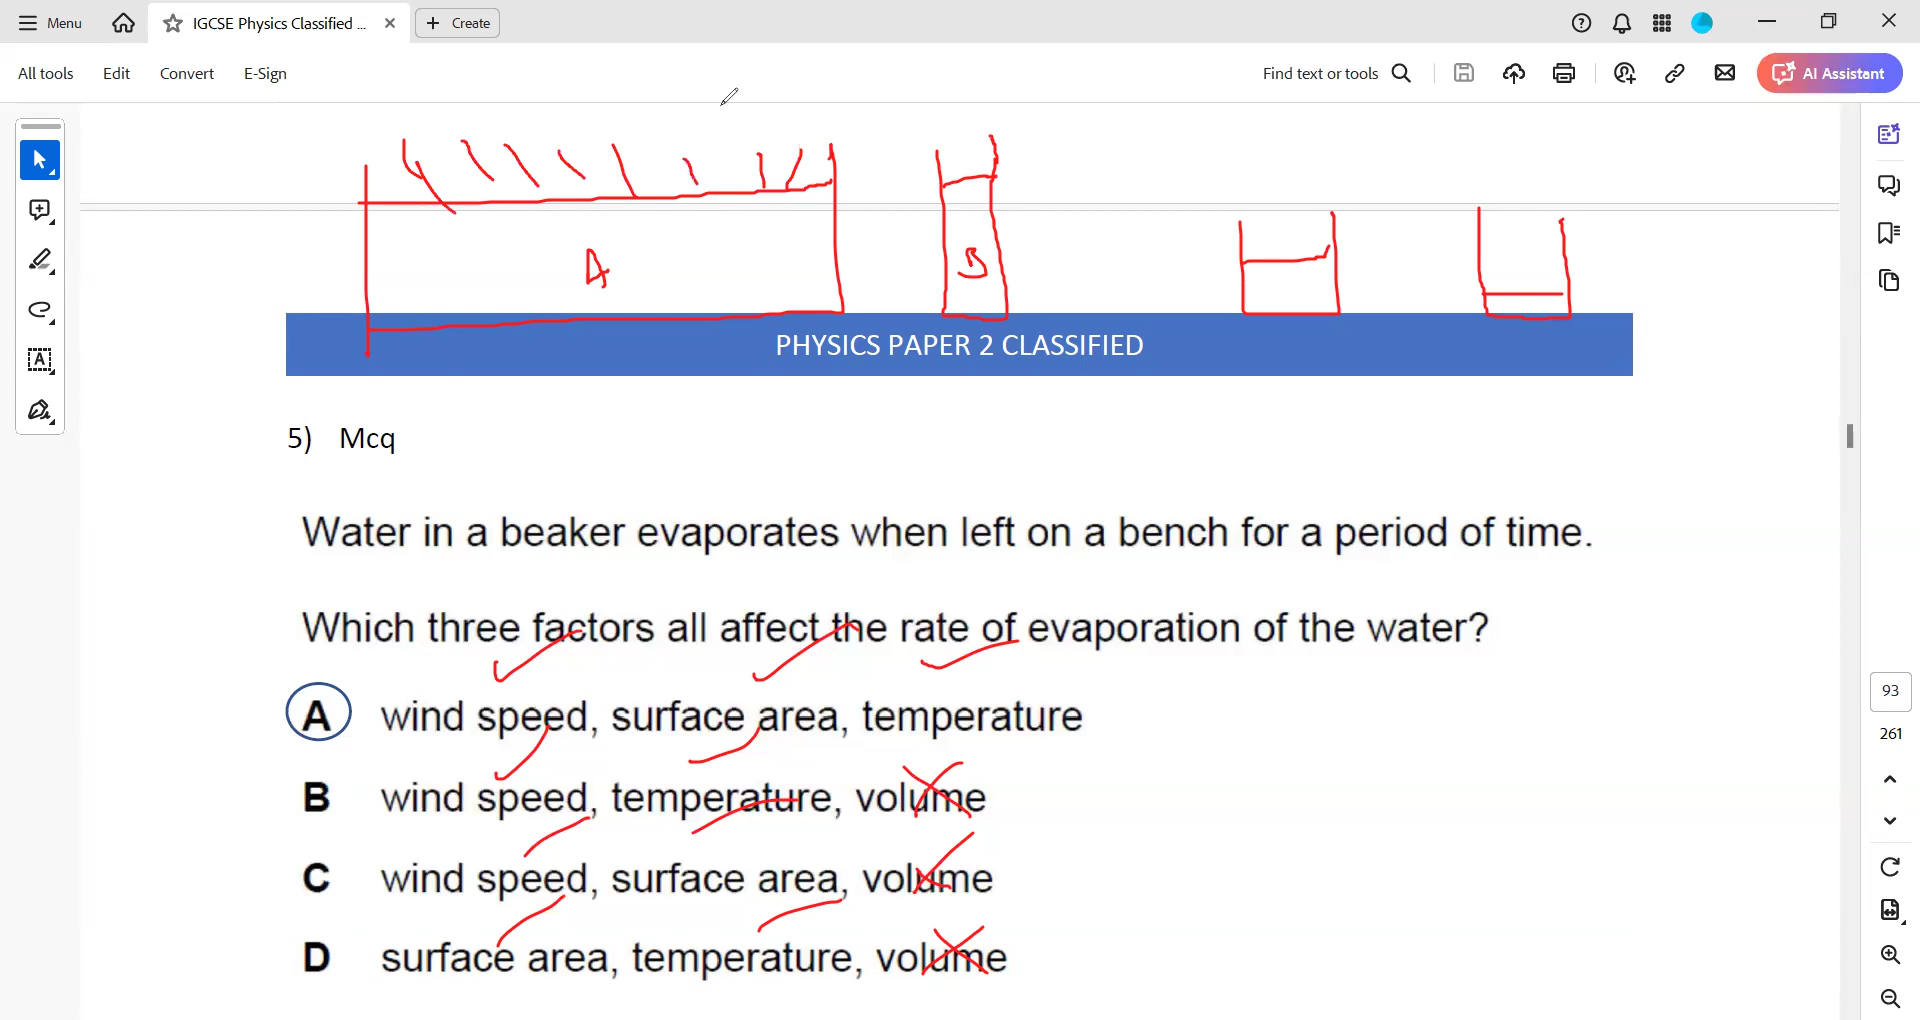 Menu
IGCSE Physics Classified ...
Create
All tools
Edit
Convert
E-Sign
Find text or tools
AI Assistant
A
B
PHYSICS PAPER 2 CLASSIFIED
5) Mcq
Water in a beaker evaporates when left on a bench for a period of time.
Which three factors all affect the rate of evaporation of the water?
A wind speed, surface area, temperature
B wind speed, temperature, volume
C wind speed, surface area, volume
D surface area, temperature, volume
93
261